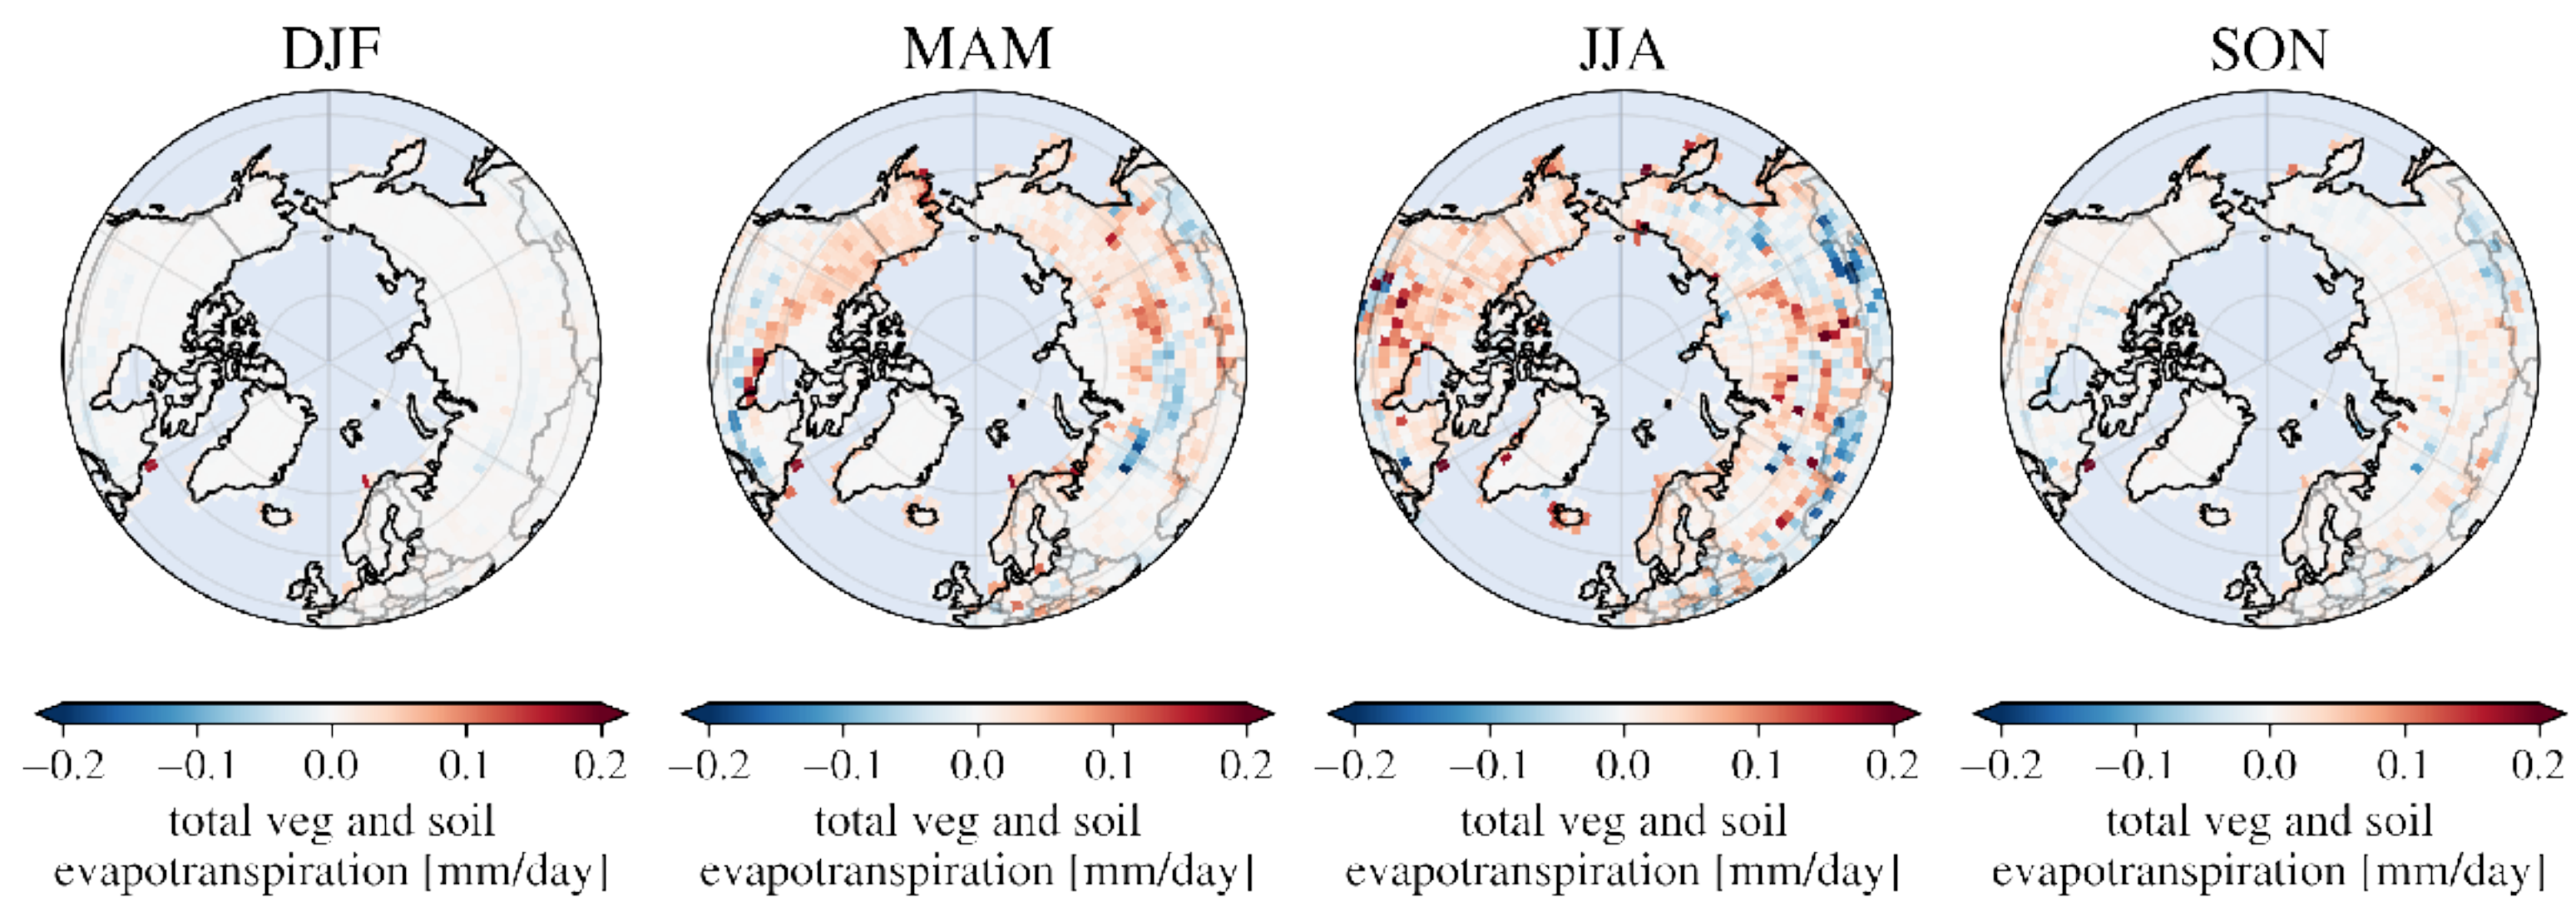 DJF MAM JJA SON
−0.2 −0.1 0.0 0.1 0.2 −0.2 −0.1 0.0 0.1 0.2 −0.2 −0.1 0.0 0.1 0.2 −0.2 −0.1 0.0 0.1 0.2
total veg and soil total veg and soil total veg and soil total veg and soil
evapotranspiration [mm/day] evapotranspiration [mm/day] evapotranspiration [mm/day] evapotranspiration [mm/day]